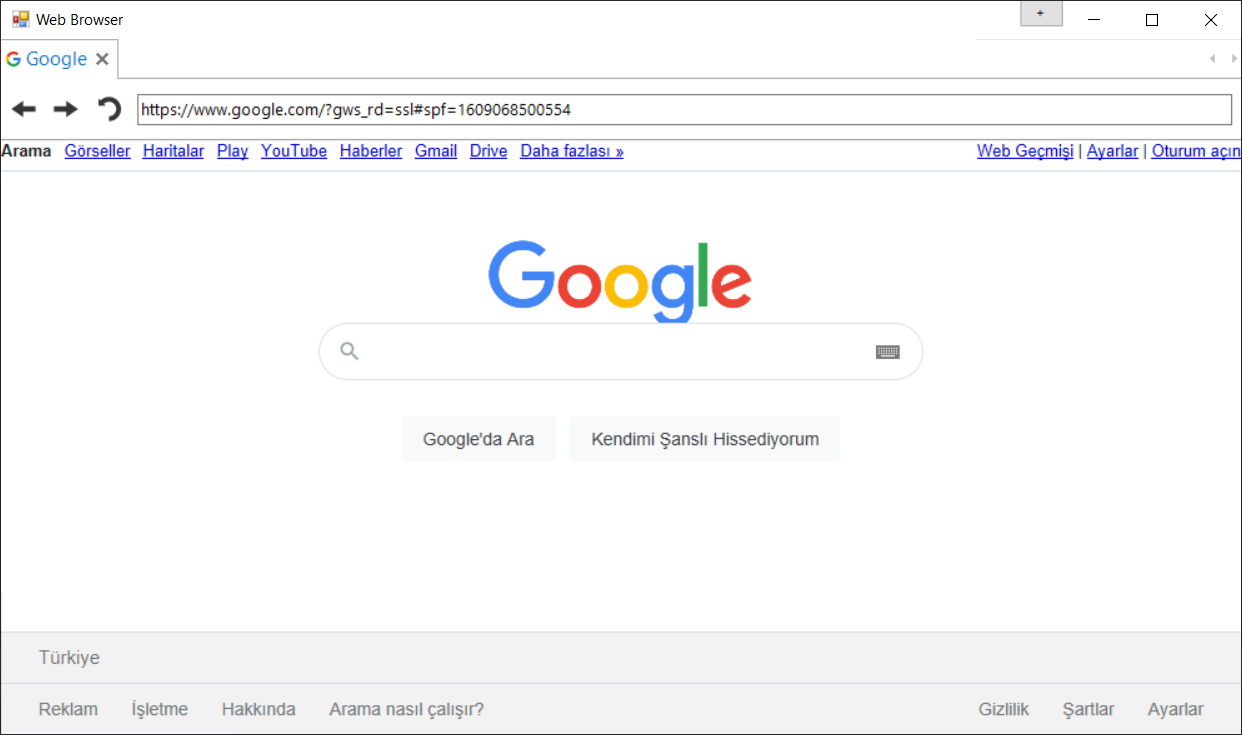 Web Browser
+
Google
https://www.google.com/?gws_rd=ssl#spf=1609068500554
Arama Görseller Haritalar Play YouTube Haberler Gmail Drive Daha fazlası » Web Geçmişi | Ayarlar | Oturum açın
Google
Google'da Ara Kendimi Şanslı Hissediyorum
Türkiye
Reklam İşletme Hakkında Arama nasıl çalışır? Gizlilik Şartlar Ayarlar